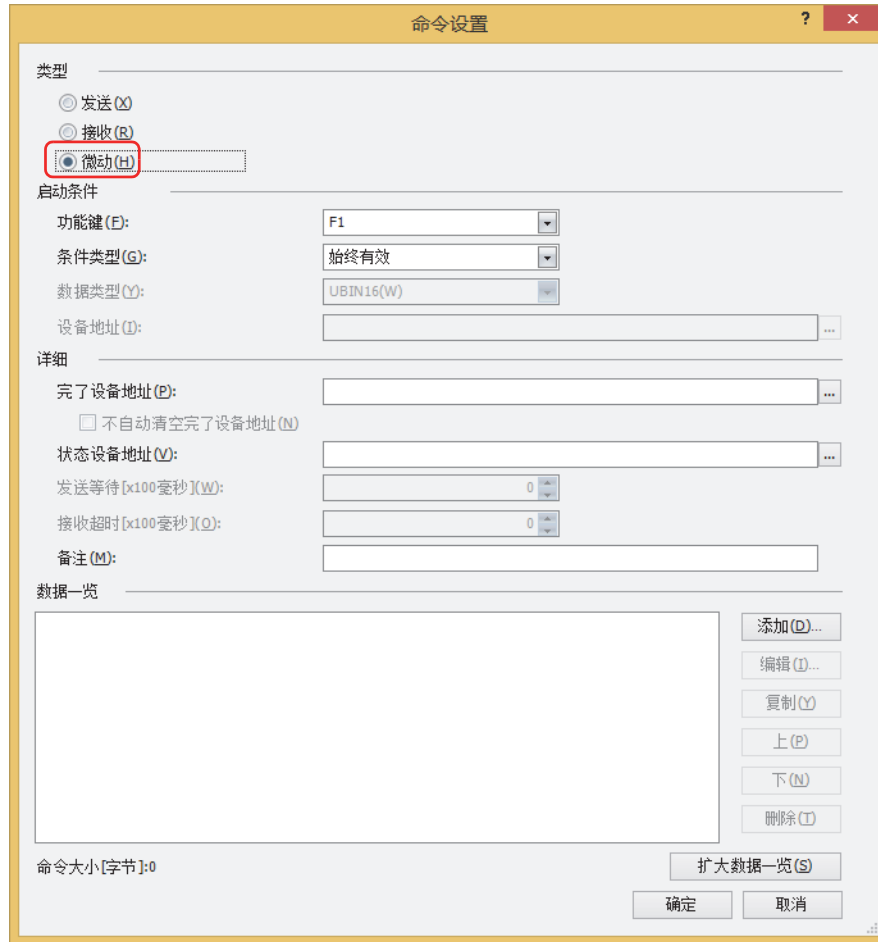 命令设置
?
×
类型
发送(X)
接收(R)
微动(H)
启动条件
功能键(F): F1
条件类型(G): 始终有效
数据类型(Y): UBIN16(W)
设备地址(I): ...
详细
完了设备地址(P): ...
不自动清空完了设备地址(N)
状态设备地址(V): ...
发送等待[x100毫秒](W): 0
接收超时[x100毫秒](O): 0
备注(M):
数据一览
添加(D)...
编辑(I)...
复制(Y)
上(P)
下(N)
删除(T)
命令大小[字节]:0
扩大数据一览(S)
确定 取消